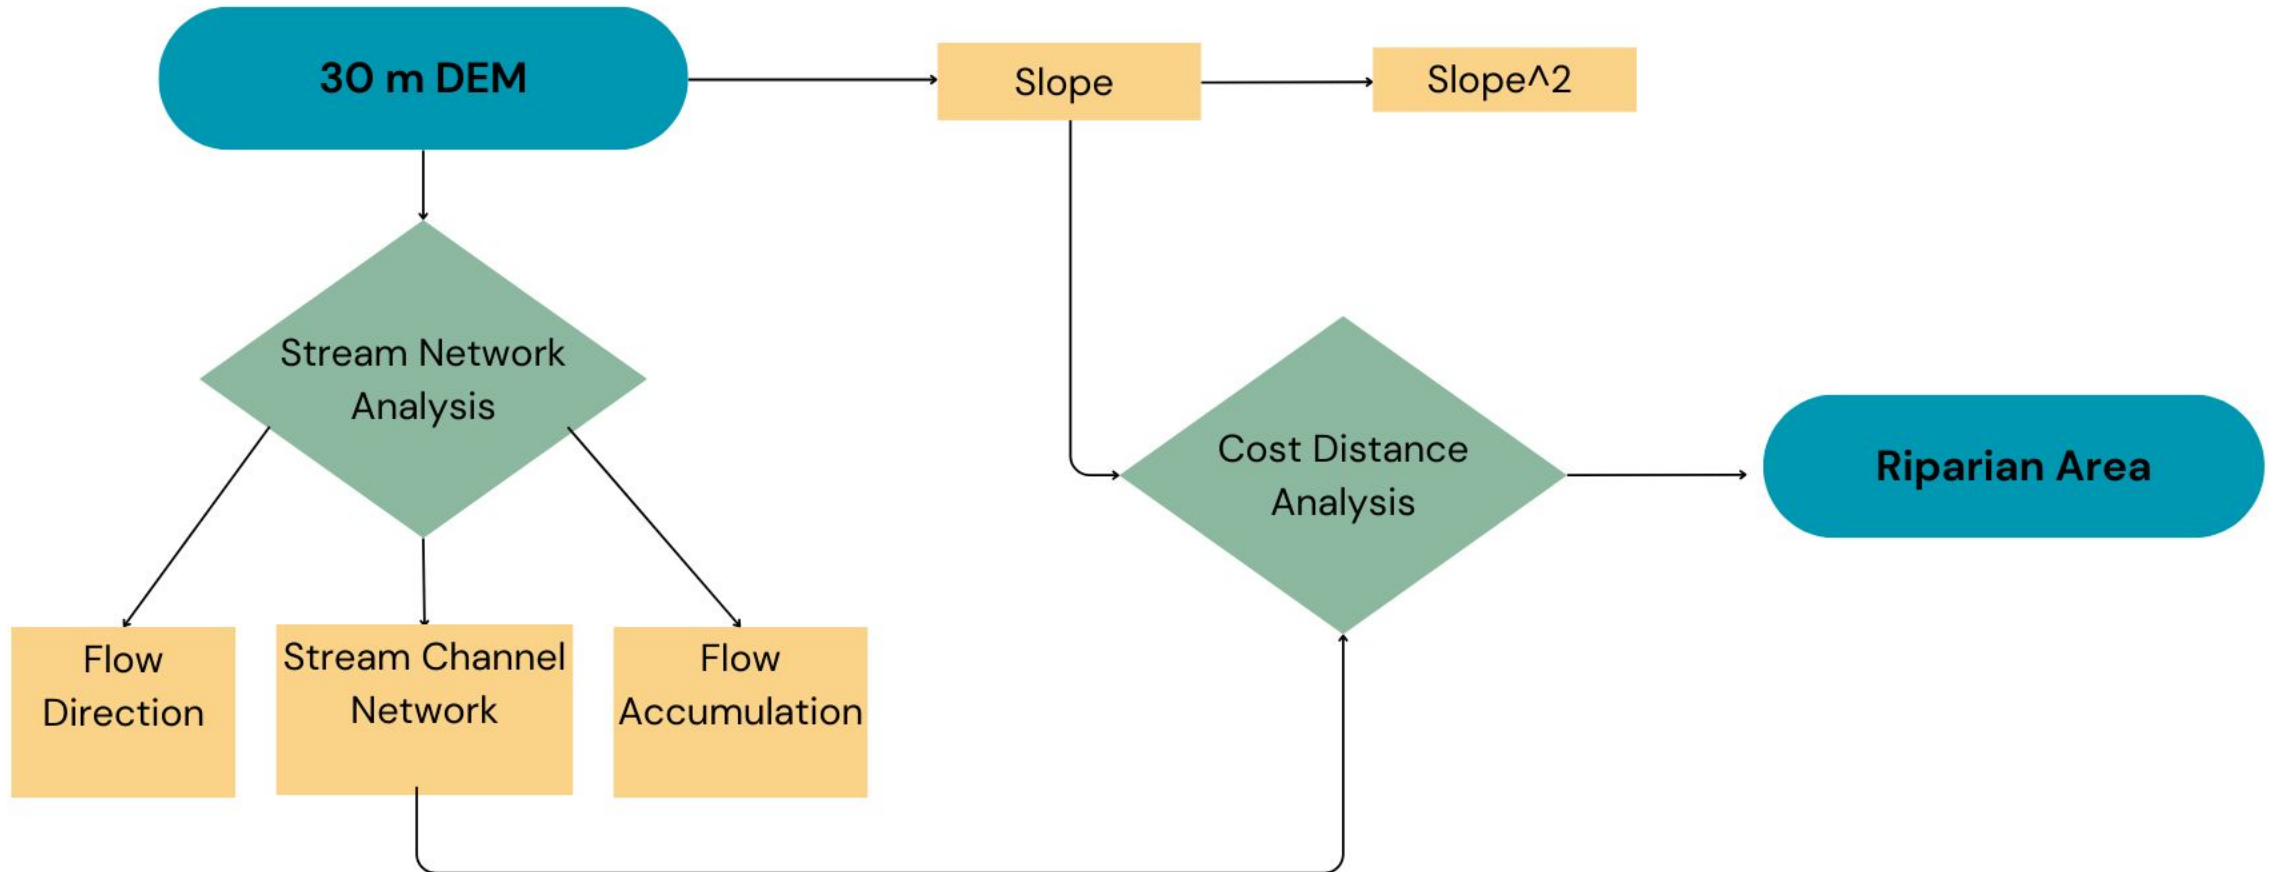 30 m DEM
Slope
Slope^2
Stream Network
Analysis
Cost Distance
Analysis
Riparian Area
Flow
Direction
Stream Channel
Network
Flow
Accumulation